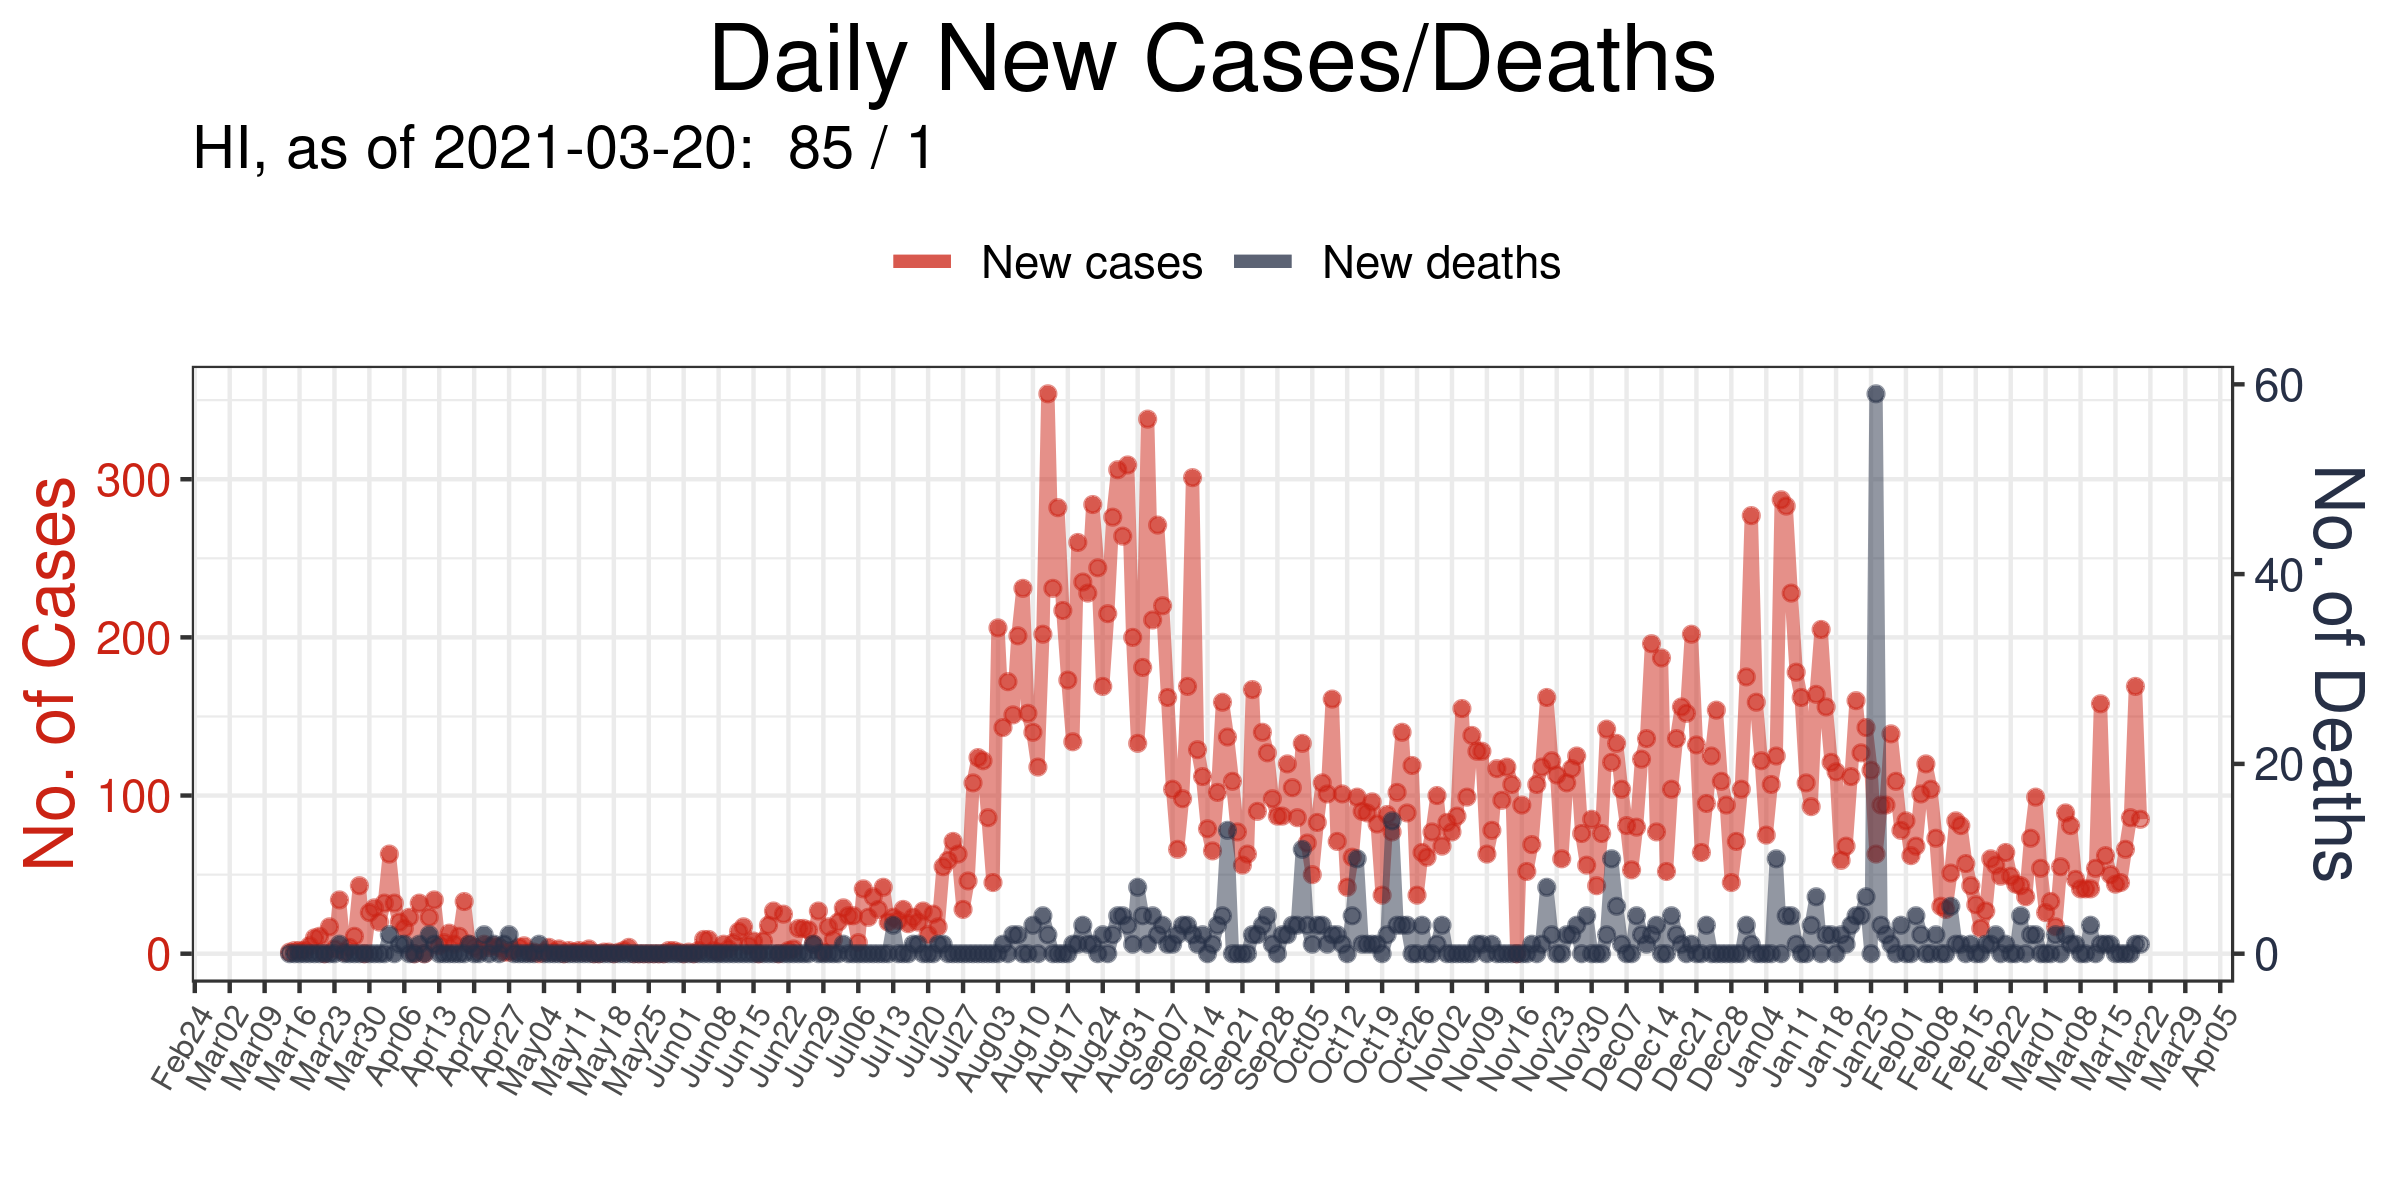 Daily New Cases/Deaths
HI, as of 2021-03-20:  85 / 1
New cases
New deaths
No. of Cases
300
200
100
0
60
40
20
0
No. of Deaths
Feb24
Mar02
Mar09
Mar16
Mar23
Mar30
Apr06
Apr13
Apr20
Apr27
May04
May11
May18
May25
Jun01
Jun08
Jun15
Jun22
Jun29
Jul06
Jul13
Jul20
Jul27
Aug03
Aug10
Aug17
Aug24
Aug31
Sep07
Sep14
Sep21
Sep28
Oct05
Oct12
Oct19
Oct26
Nov02
Nov09
Nov16
Nov23
Nov30
Dec07
Dec14
Dec21
Dec28
Jan04
Jan11
Jan18
Jan25
Feb01
Feb08
Feb15
Feb22
Mar01
Mar08
Mar15
Mar22
Mar29
Apr05